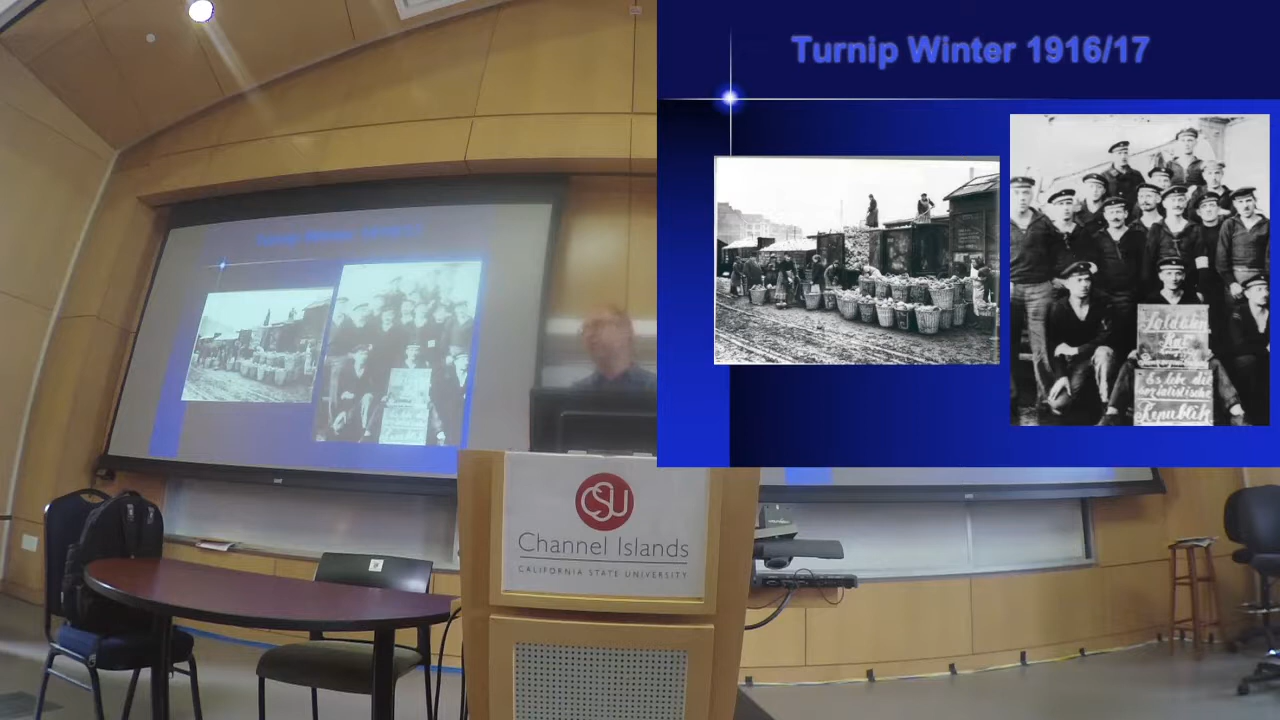 Turnip Winter 1916/17
Soldaten
Rat
Es lebe die
sozialistische
Republik
CSU
Channel Islands
CALIFORNIA STATE UNIVERSITY